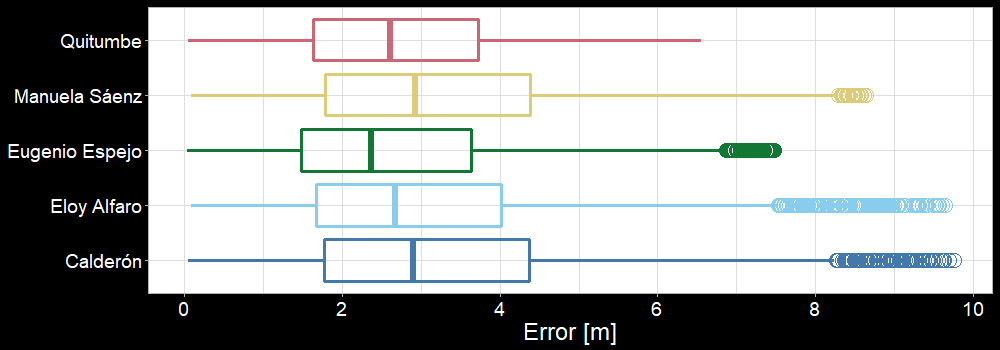 Quitumbe
Manuela Sáenz
Eugenio Espejo
Eloy Alfaro
Calderón
0 2 4 6 8 10
Error [m]